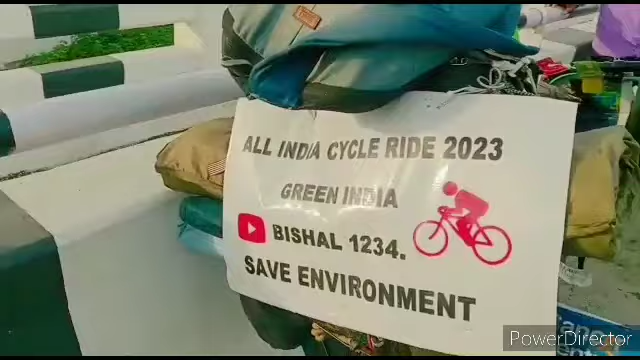 ALL INDIA CYCLE RIDE 2023
GREEN INDIA
BISHAL 1234.
SAVE ENVIRONMENT
PowerDirector